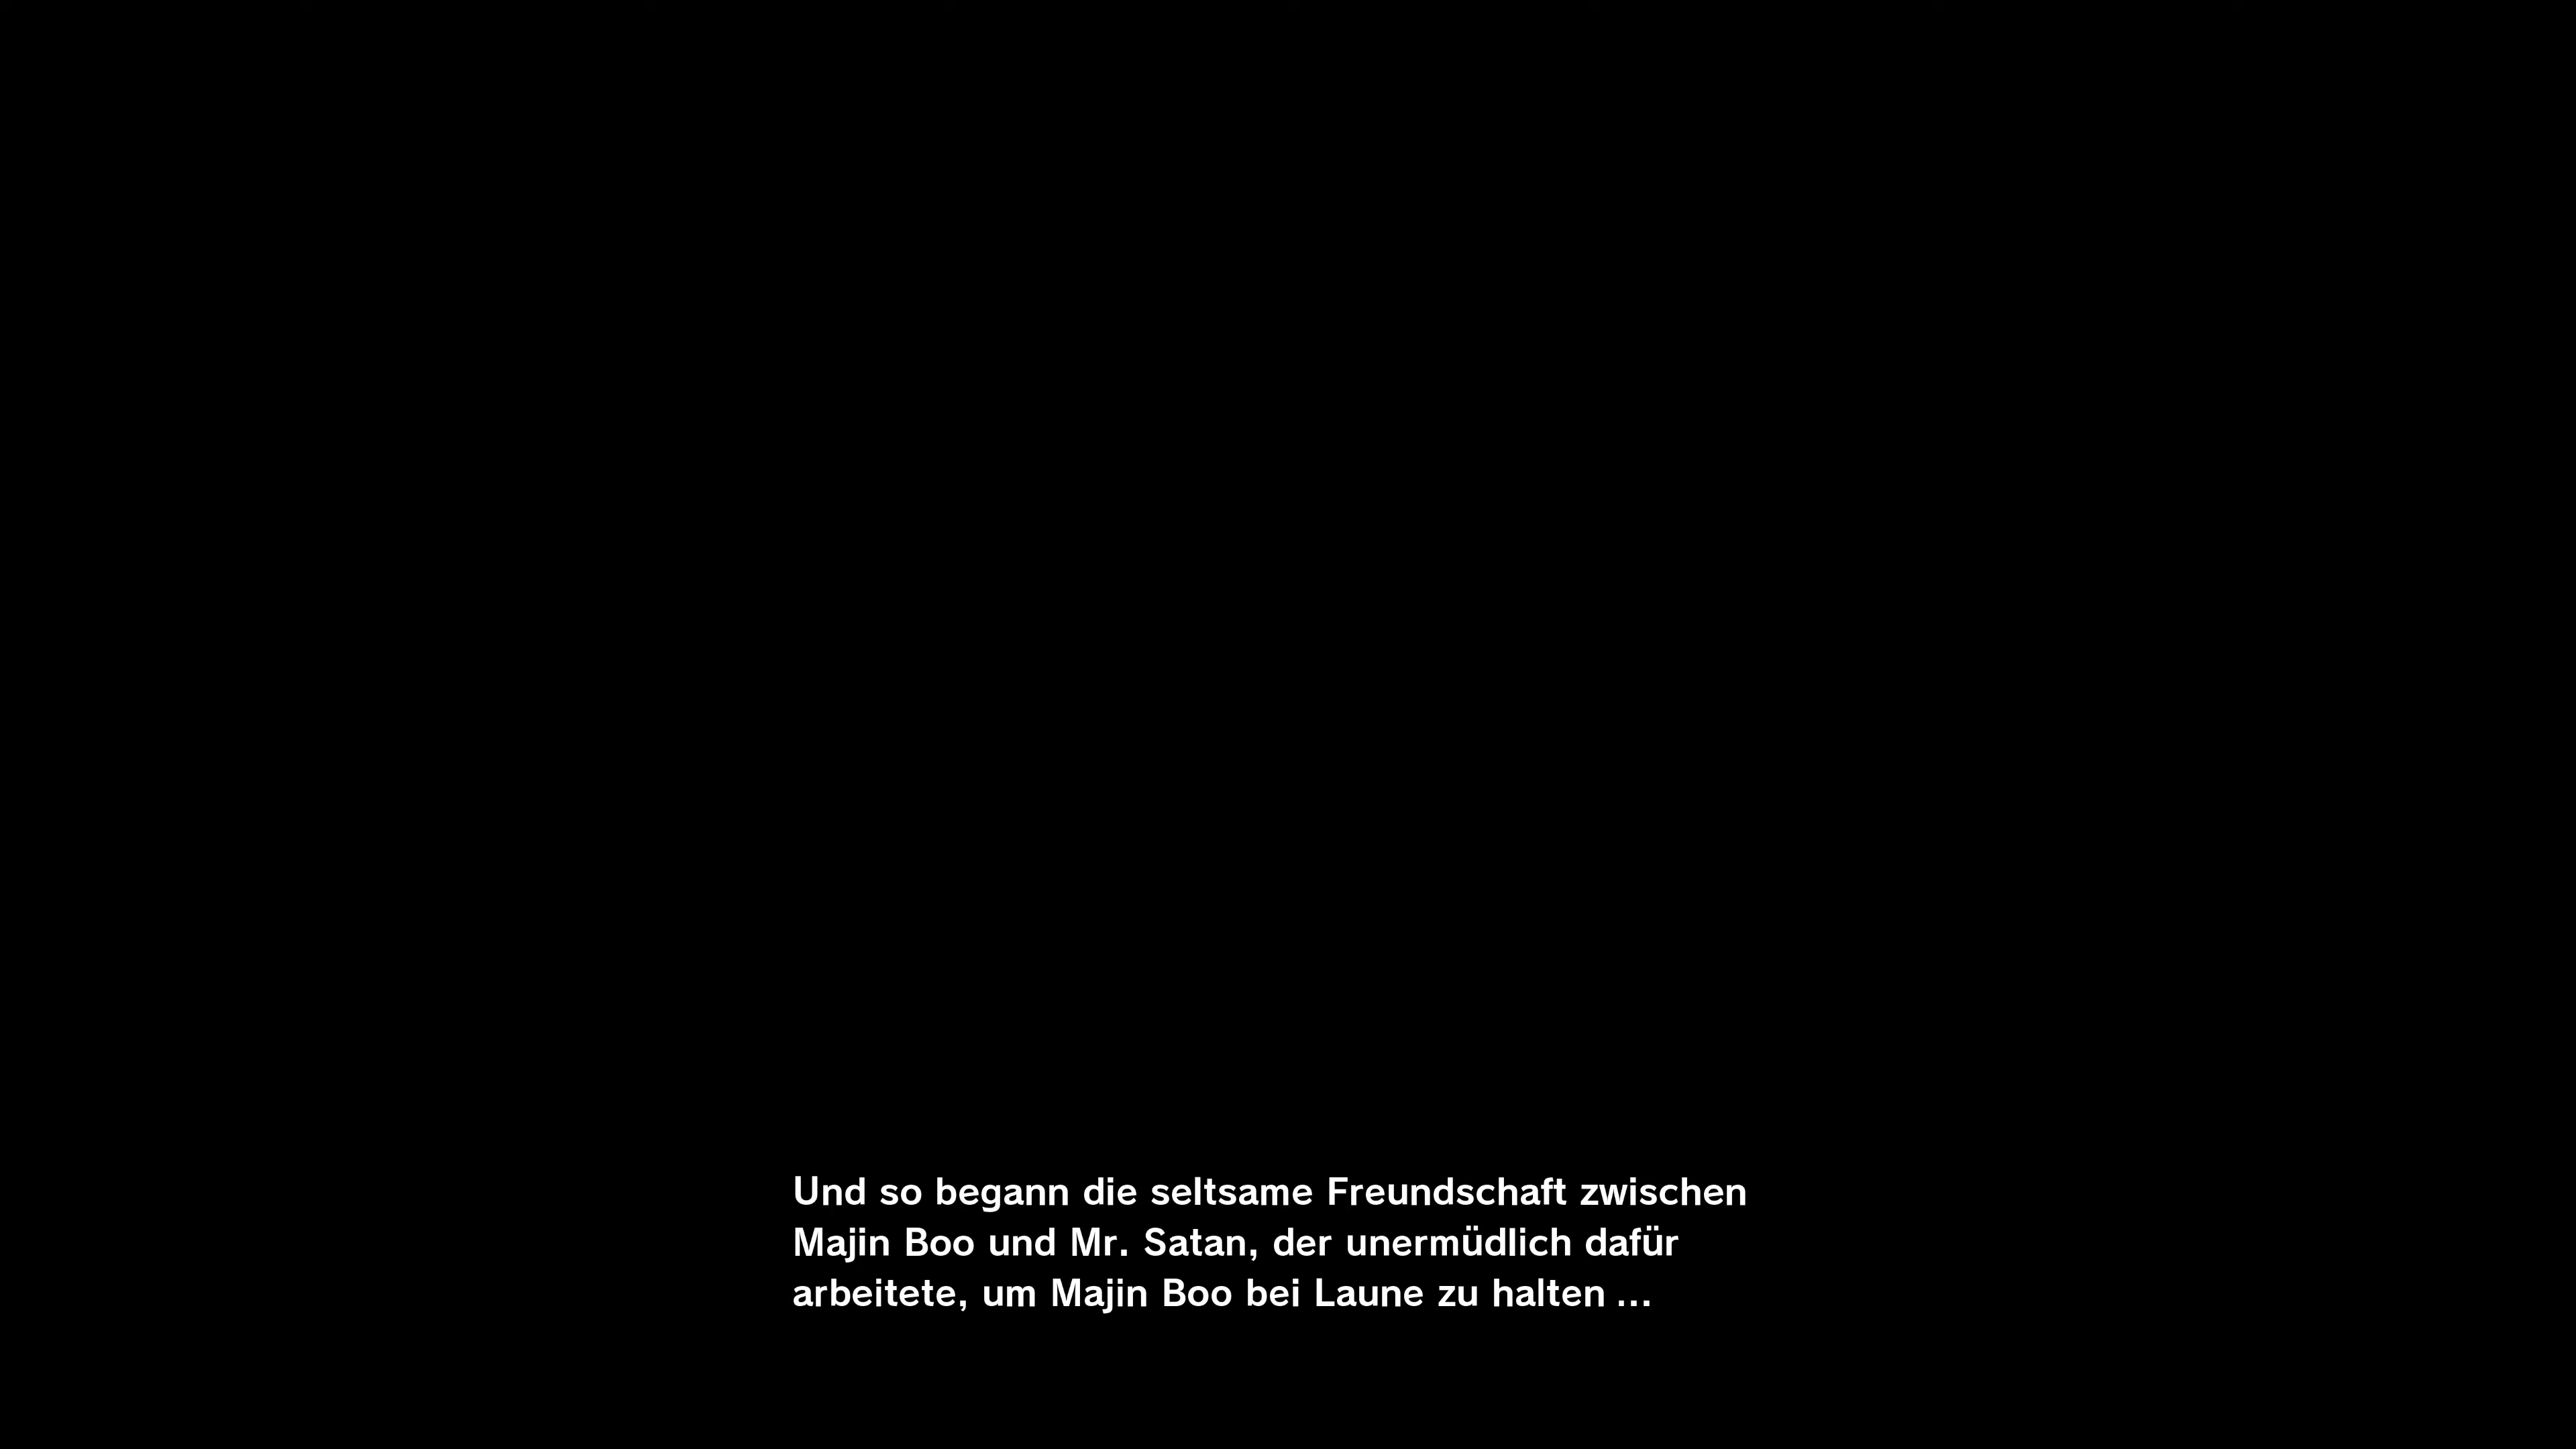 Und so begann die seltsame Freundschaft zwischen
Majin Boo und Mr. Satan, der unermüdlich dafür
arbeitete, um Majin Boo bei Laune zu halten ...